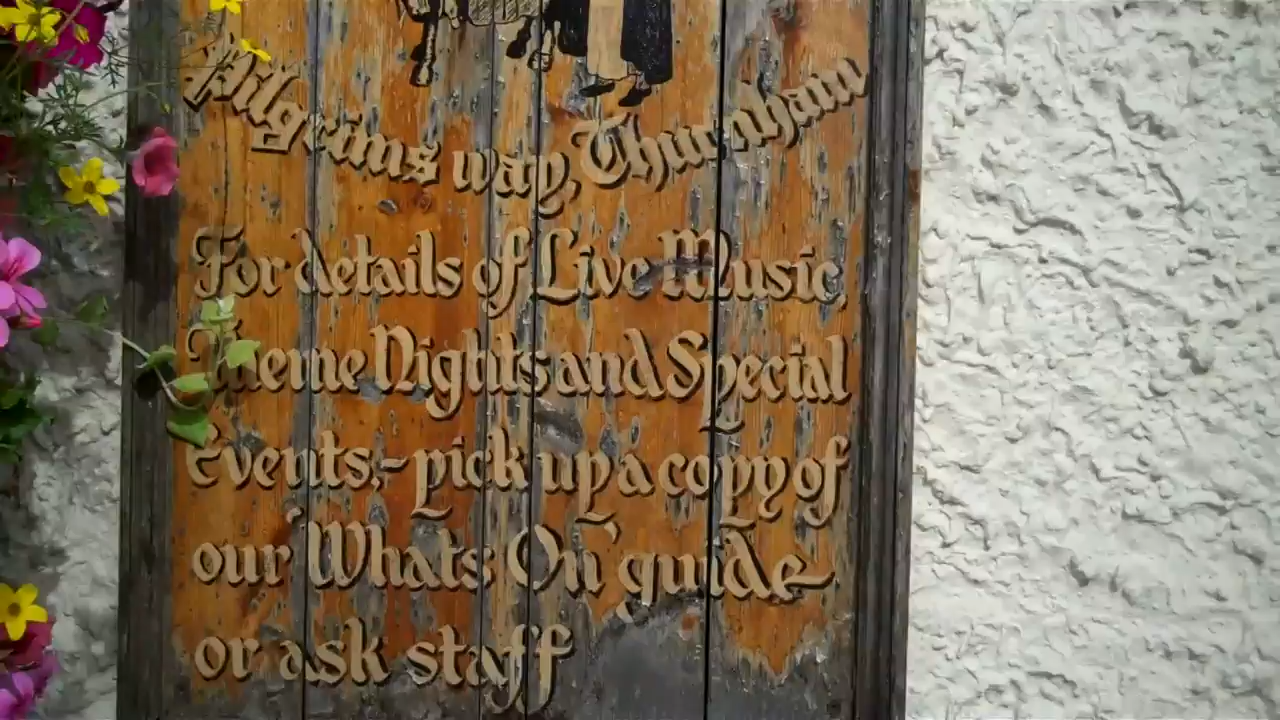 Pilgrims way, Thurnham
For details of Live Music,
Theme Nights and Special
Events,- pick up a copy of
our 'Whats On' guide
or ask staff